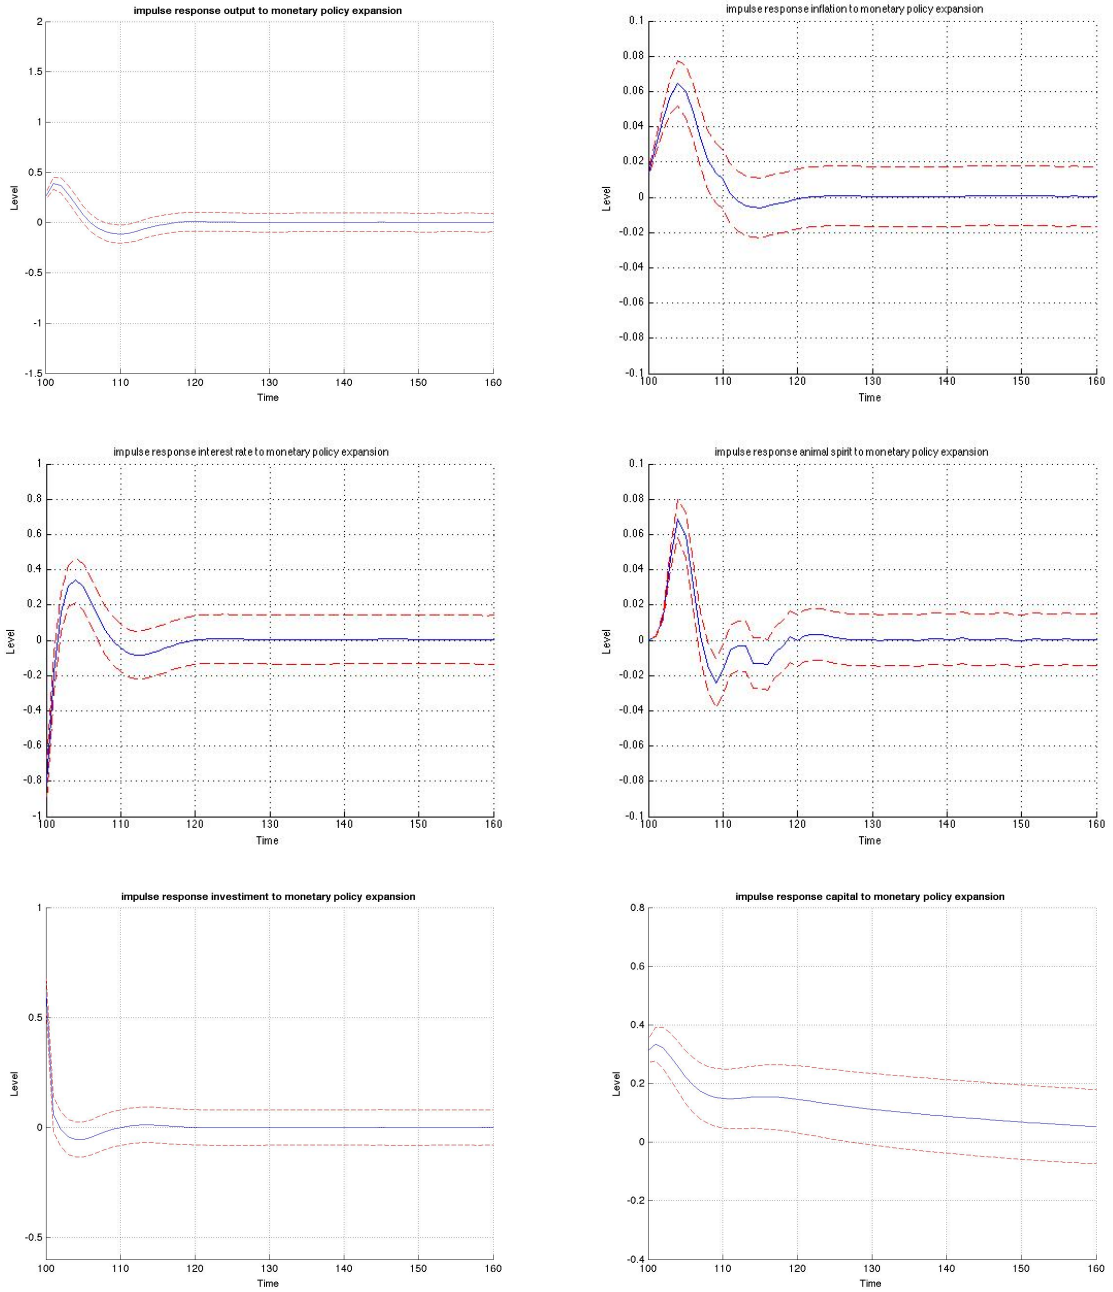 impulse response output to monetary policy expansion
2
1.5
1
0.5
0
-0.5
-1
-1.5
Level
100 110 120 130 140 150 160
Time
impulse response inflation to monetary policy expansion
0.1
0.08
0.06
0.04
0.02
0
-0.02
-0.04
-0.06
-0.08
-0.1
Level
100 110 120 130 140 150 160
Time
impulse response interest rate to monetary policy expansion
1
0.8
0.6
0.4
0.2
0
-0.2
-0.4
-0.6
-0.8
-1
Level
100 110 120 130 140 150 160
Time
impulse response animal spirit to monetary policy expansion
0.1
0.08
0.06
0.04
0.02
0
-0.02
-0.04
-0.06
-0.08
-0.1
Level
100 110 120 130 140 150 160
Time
impulse response investiment to monetary policy expansion
1
0.5
0
-0.5
Level
100 110 120 130 140 150 160
Time
impulse response capital to monetary policy expansion
0.8
0.6
0.4
0.2
0
-0.2
-0.4
Level
100 110 120 130 140 150 160
Time